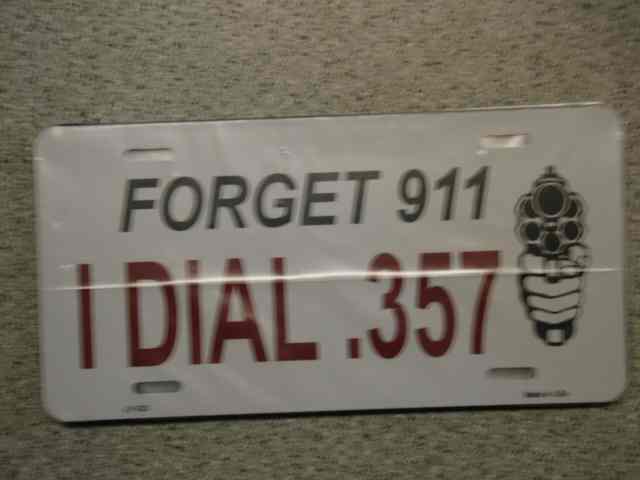 FORGET 911
I DIAL .357